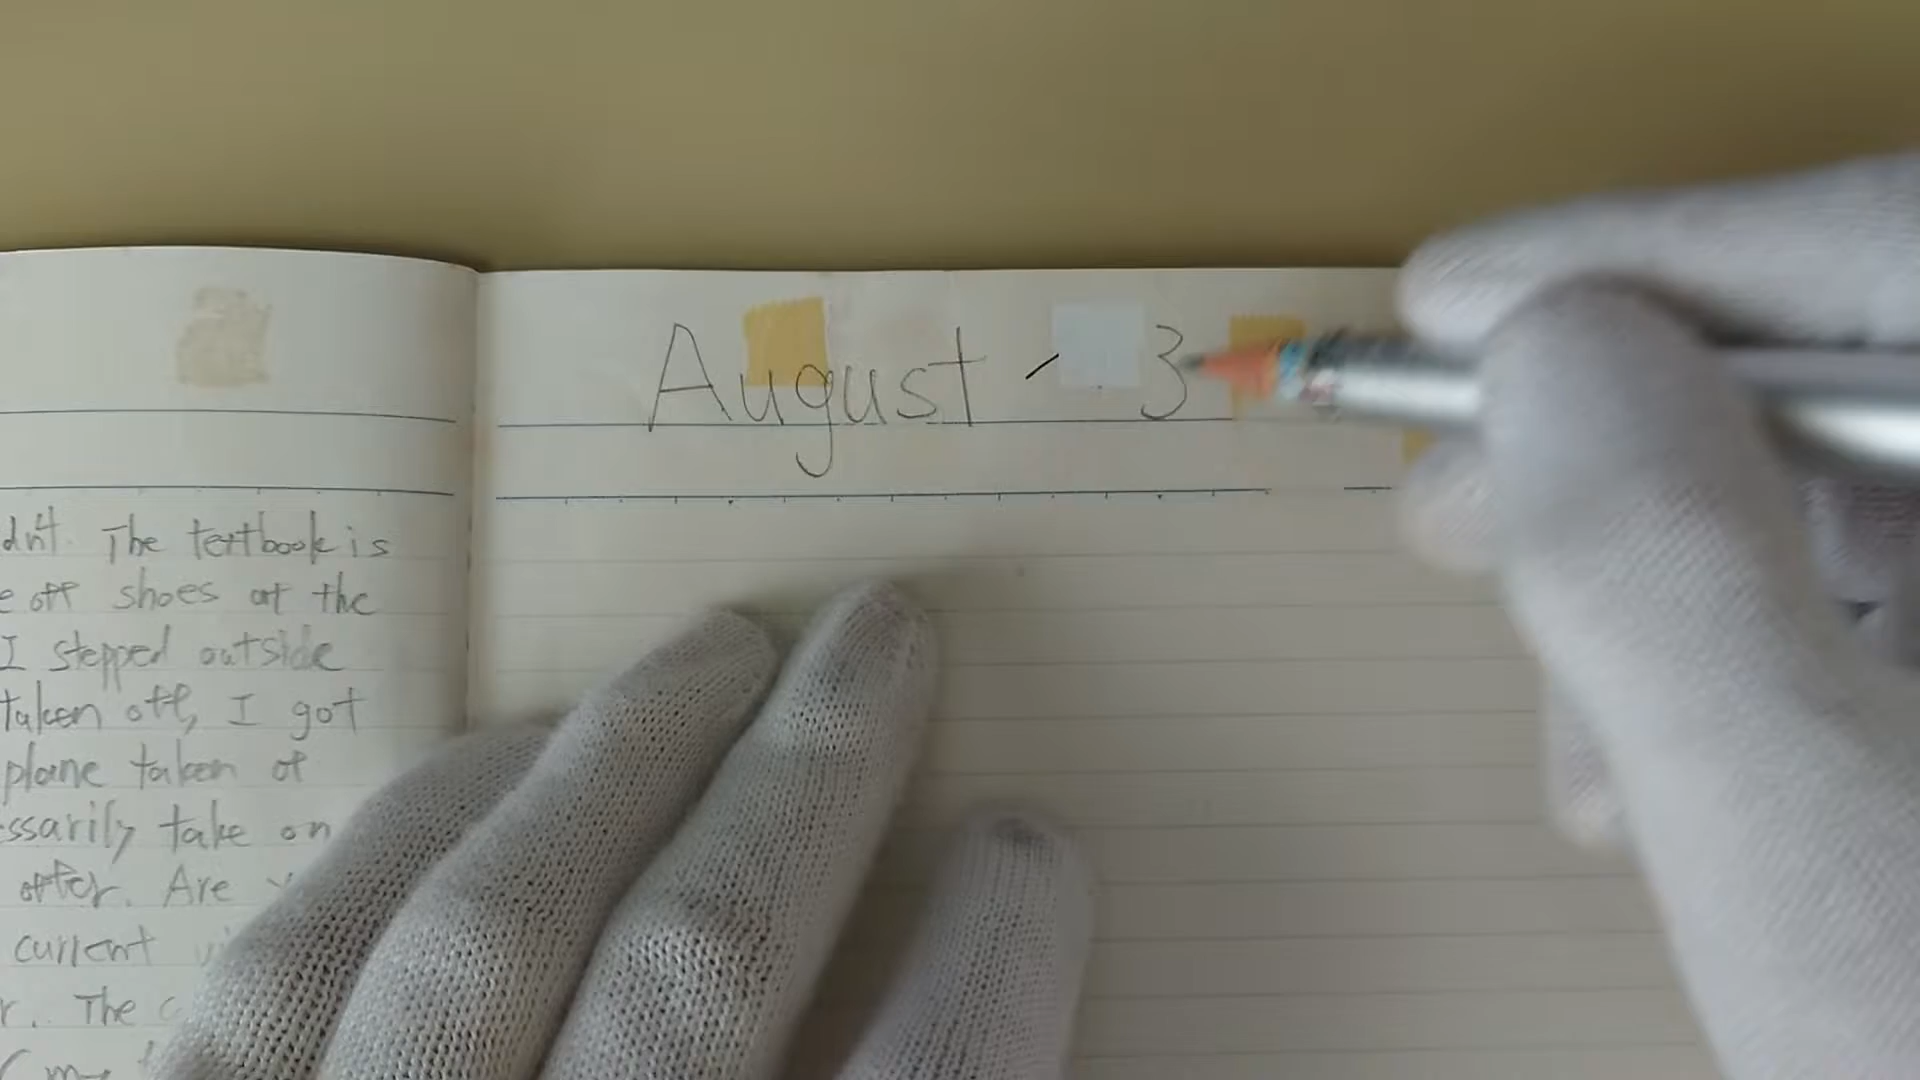 August 3
dn't. The textbook is
e off shoes at the
I stepped outside
taken off, I got
plane taken of
ssarily take on
after. Are
current
r. The